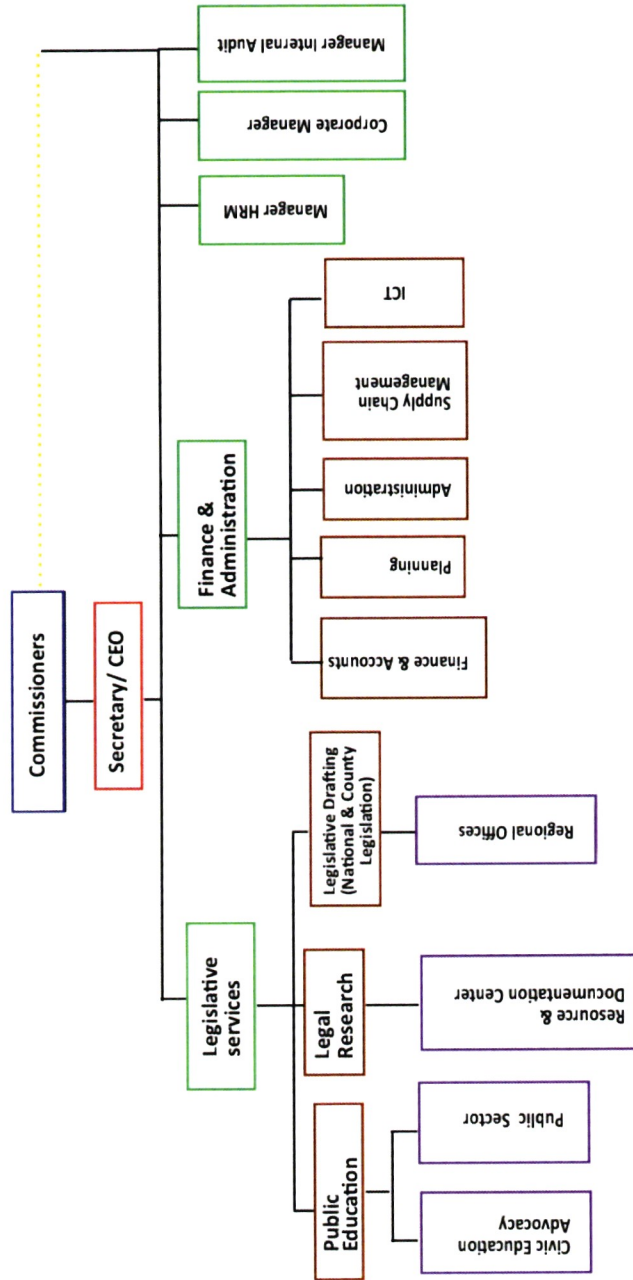 Commissioners
Secretary/ CEO
Legislative
services
Finance &
Administration
Manager HRM
Corporate Manager
Manager Internal Audit
Public
Education
Legal
Research
Legislative Drafting
(National & County
Legislation)
Finance & Accounts
Planning
Administration
Supply Chain
Management
ICT
Civic Education
Advocacy
Public Sector
Resource &
Documentation Center
Regional Offices